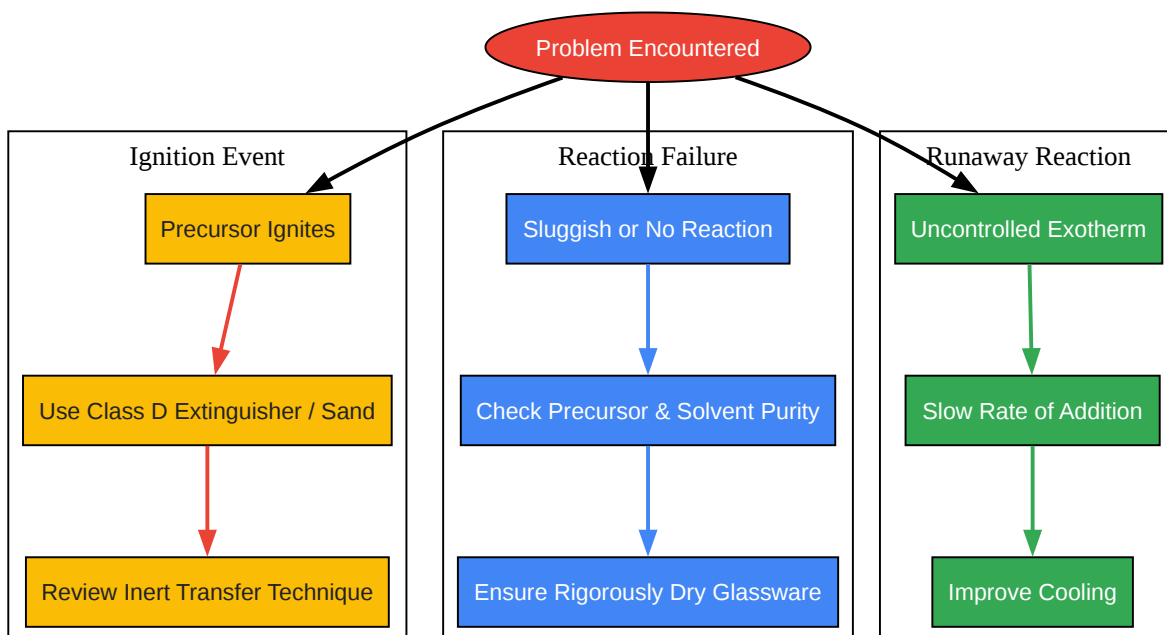 Problem Encountered
Ignition Event
Precursor Ignites
Use Class D Extinguisher / Sand
Review Inert Transfer Technique
Reaction Failure
Sluggish or No Reaction
Check Precursor & Solvent Purity
Ensure Rigorously Dry Glassware
Runaway Reaction
Uncontrolled Exotherm
Slow Rate of Addition
Improve Cooling